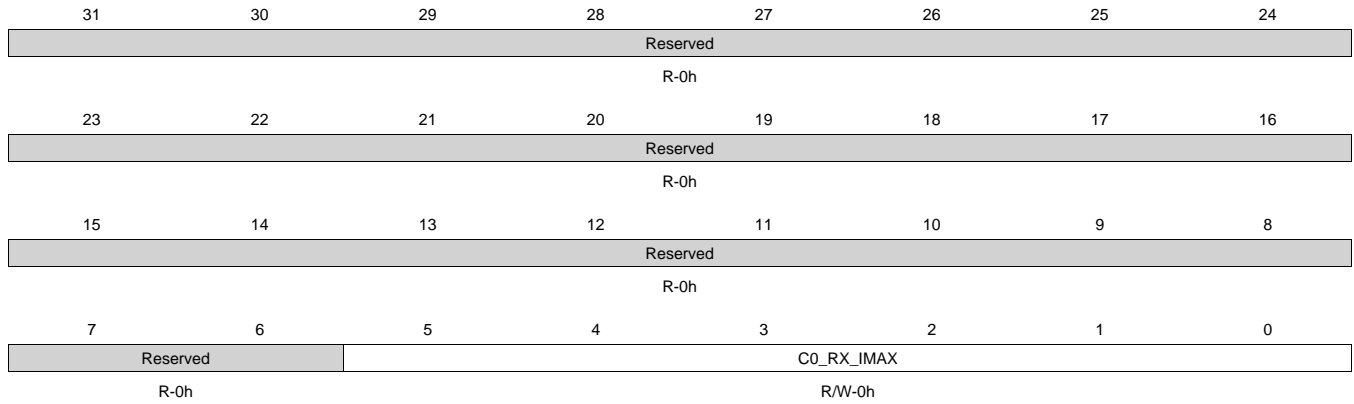 31 30 29 28 27 26 25 24
Reserved
R-0h
23 22 21 20 19 18 17 16
Reserved
R-0h
15 14 13 12 11 10 9 8
Reserved
R-0h
7 6 5 4 3 2 1 0
Reserved C0_RX_IMAX
R-0h R/W-0h